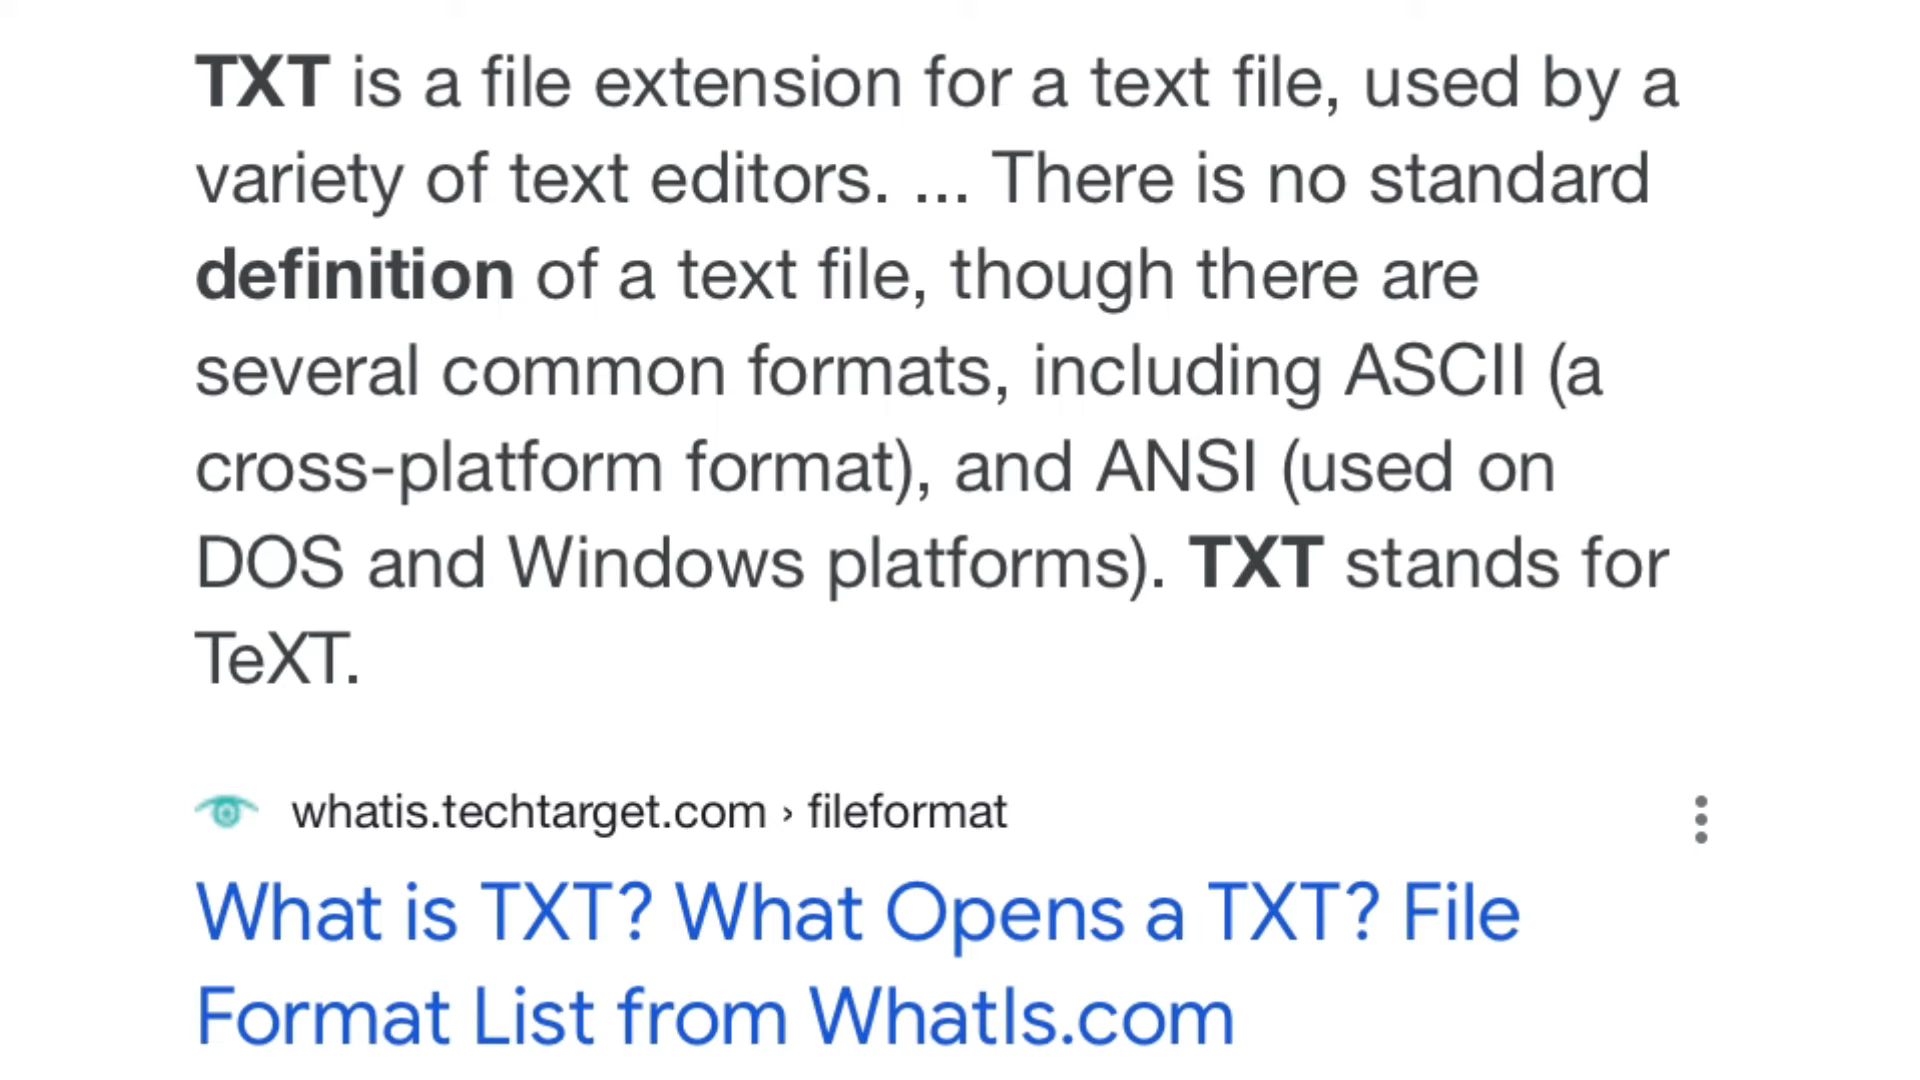 TXT is a file extension for a text file, used by a
variety of text editors. ... There is no standard
definition of a text file, though there are
several common formats, including ASCII (a
cross-platform format), and ANSI (used on
DOS and Windows platforms). TXT stands for
TeXT.
whatis.techtarget.com › fileformat
What is TXT? What Opens a TXT? File
Format List from WhatIs.com